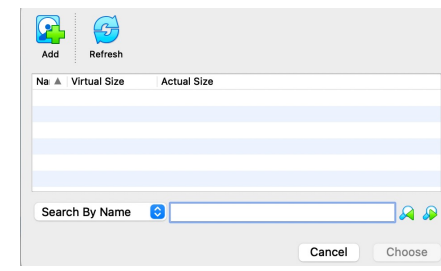 Add Refresh
Na Virtual Size Actual Size
Search By Name
Cancel Choose